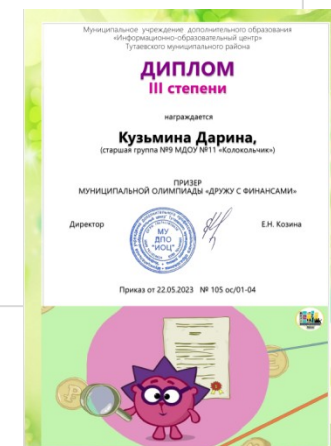 Муниципальное учреждение дополнительного образования
«Информационно-образовательный центр»
Тутаевского муниципального района
ДИПЛОМ
III степени
награждается
Кузьмина Дарина,
(старшая группа №9 МДОУ №11 «Колокольчик»)
ПРИЗЕР
МУНИЦИПАЛЬНОЙ ОЛИМПИАДЫ «ДРУЖУ С ФИНАНСАМИ»
Директор
МУ
ДПО
"ИОЦ"
Е.Н. Козина
Приказ от 22.05.2023 № 105 ос/01-04